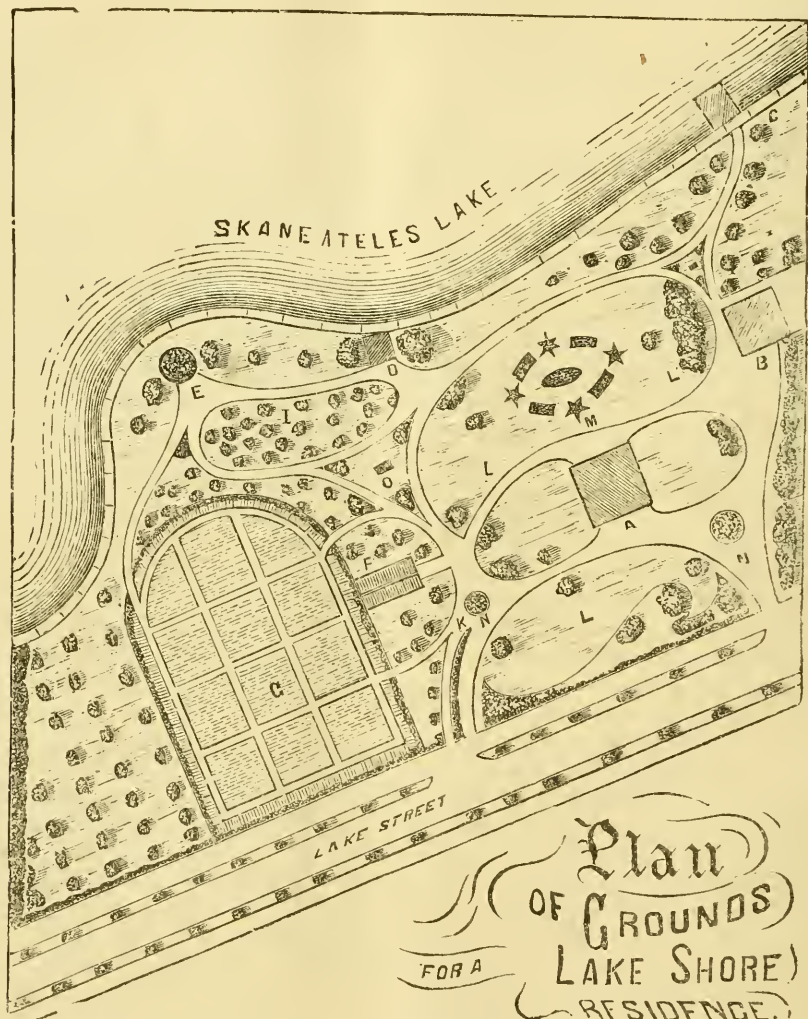 SKANEATELES LAKE
C
B
D
E
L
I
M
L
O
A
F
N
K N
L
G
LAKE STREET
Plan
OF GROUNDS
FOR A
LAKE SHORE
RESIDENCE.